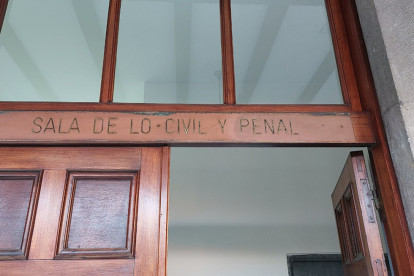 SALA DE LO CIVIL Y PENAL